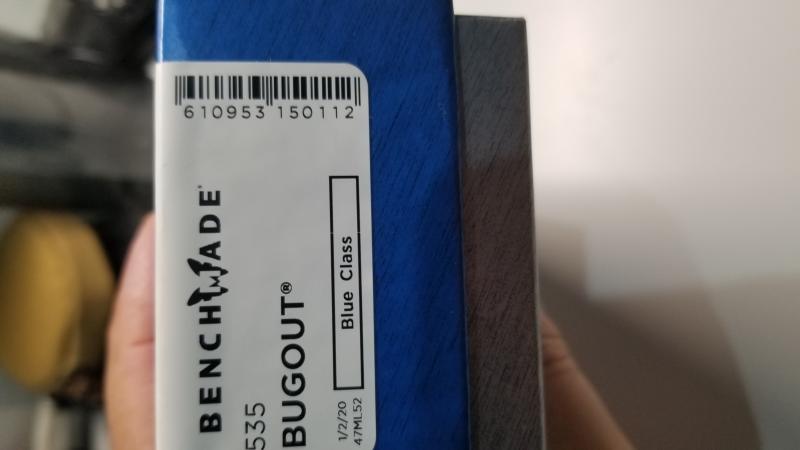 610953 150112
BENCHMADE®
535
BUGOUT®
Blue Class
1/2/20
47ML52